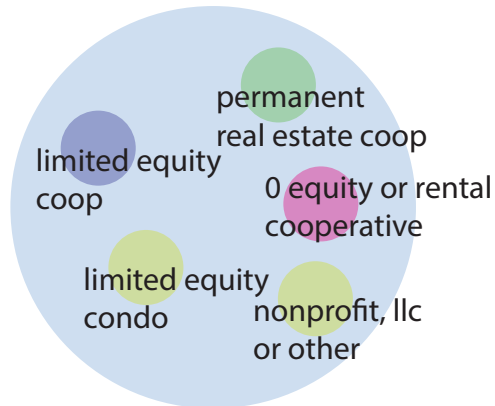 permanent
real estate coop
limited equity
coop
0 equity or rental
cooperative
limited equity
condo
nonprofit, llc
or other